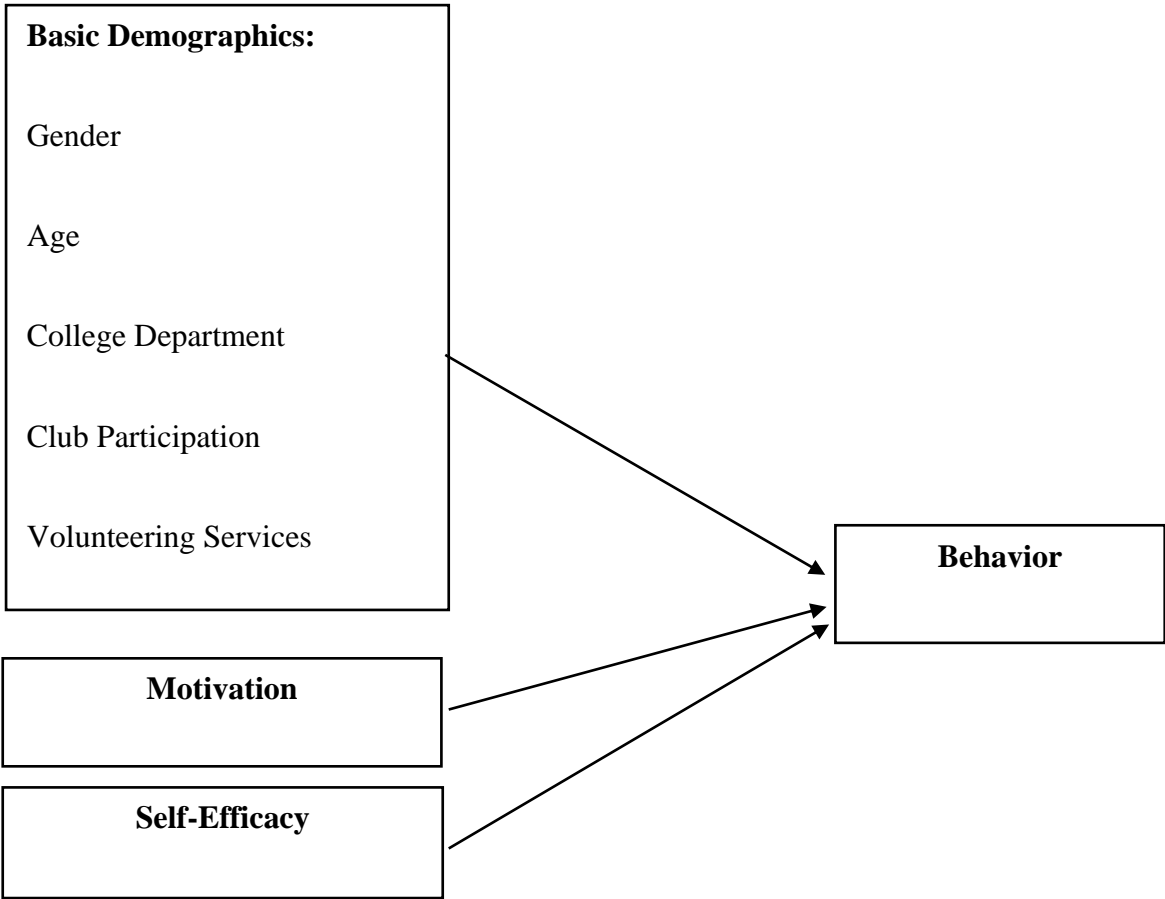 Basic Demographics:
Gender
Age
College Department
Club Participation
Volunteering Services
Behavior
Motivation
Self-Efficacy